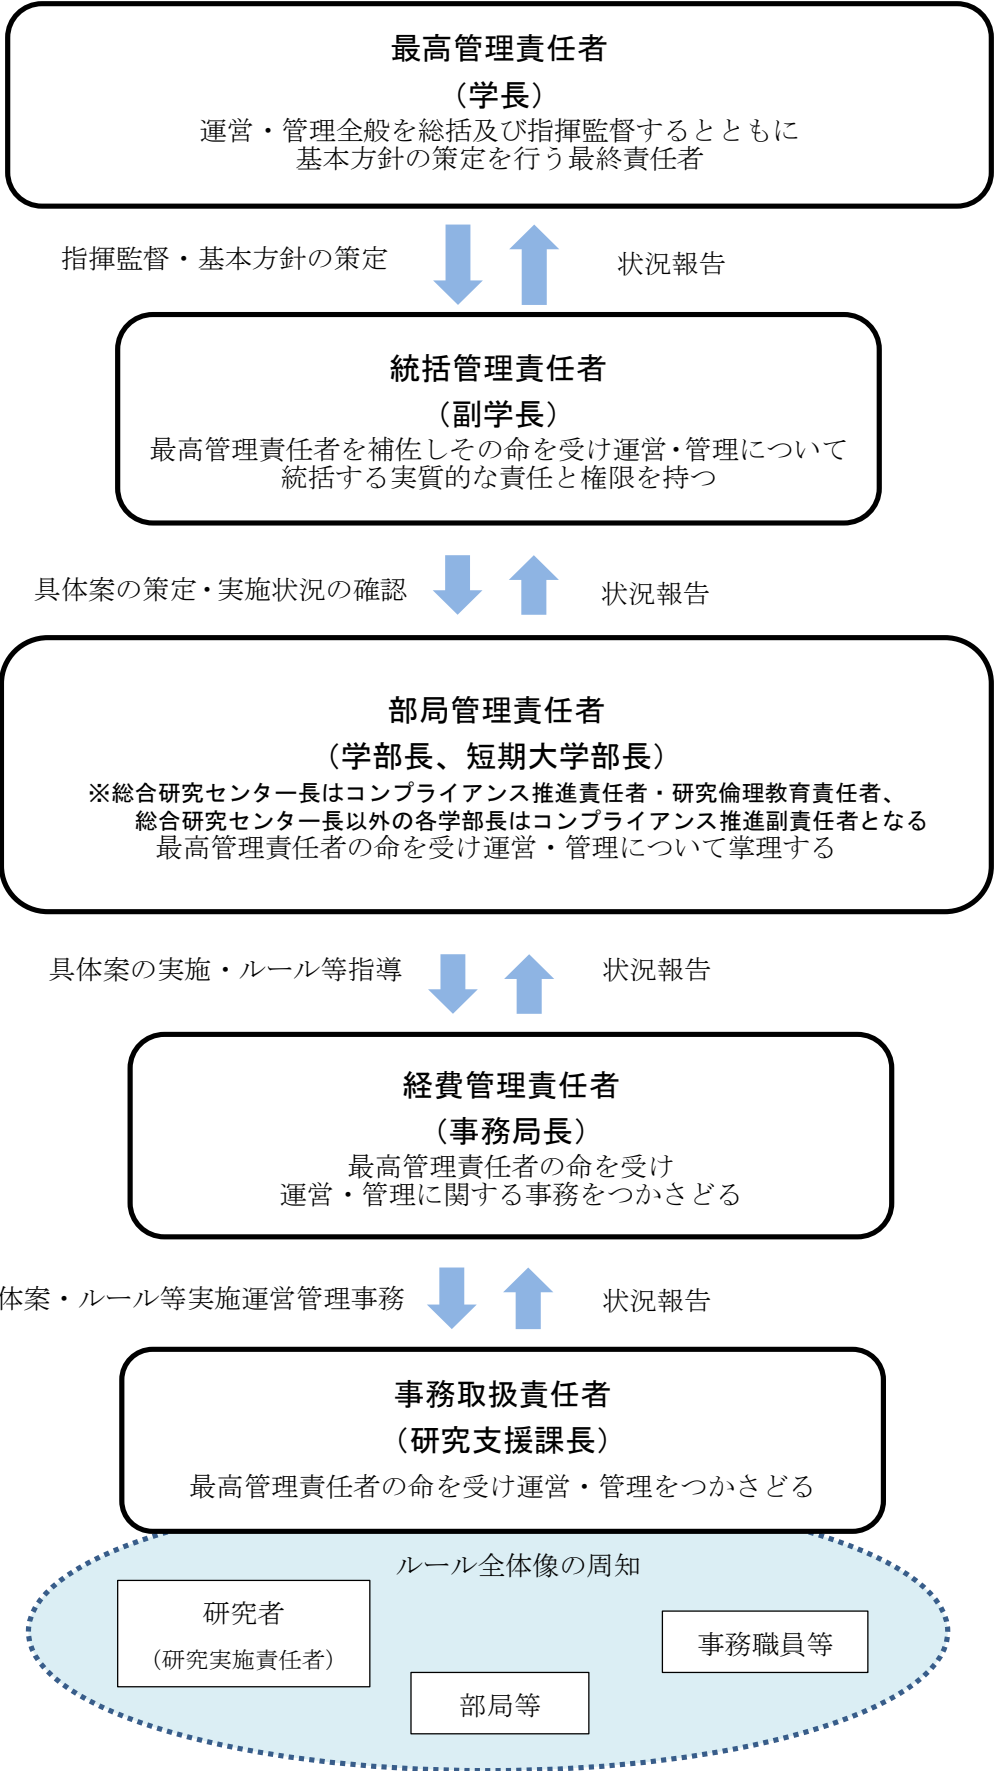 最高管理責任者
（学長）
運営・管理全般を総括及び指揮監督するとともに
基本方針の策定を行う最終責任者
指揮監督・基本方針の策定
状況報告
統括管理責任者
（副学長）
最高管理責任者を補佐しその命を受け運営・管理について
統括する実質的な責任と権限を持つ
具体案の策定・実施状況の確認
状況報告
部局管理責任者
（学部長、短期大学部長）
※総合研究センター長はコンプライアンス推進責任者・研究倫理教育責任者、
総合研究センター長以外の各学部長はコンプライアンス推進副責任者となる
最高管理責任者の命を受け運営・管理について掌理する
具体案の実施・ルール等指導
状況報告
経費管理責任者
（事務局長）
最高管理責任者の命を受け
運営・管理に関する事務をつかさどる
体案・ルール等実施運営管理事務
状況報告
事務取扱責任者
（研究支援課長）
最高管理責任者の命を受け運営・管理をつかさどる
ルール全体像の周知
研究者
（研究実施責任者）
事務職員等
部局等